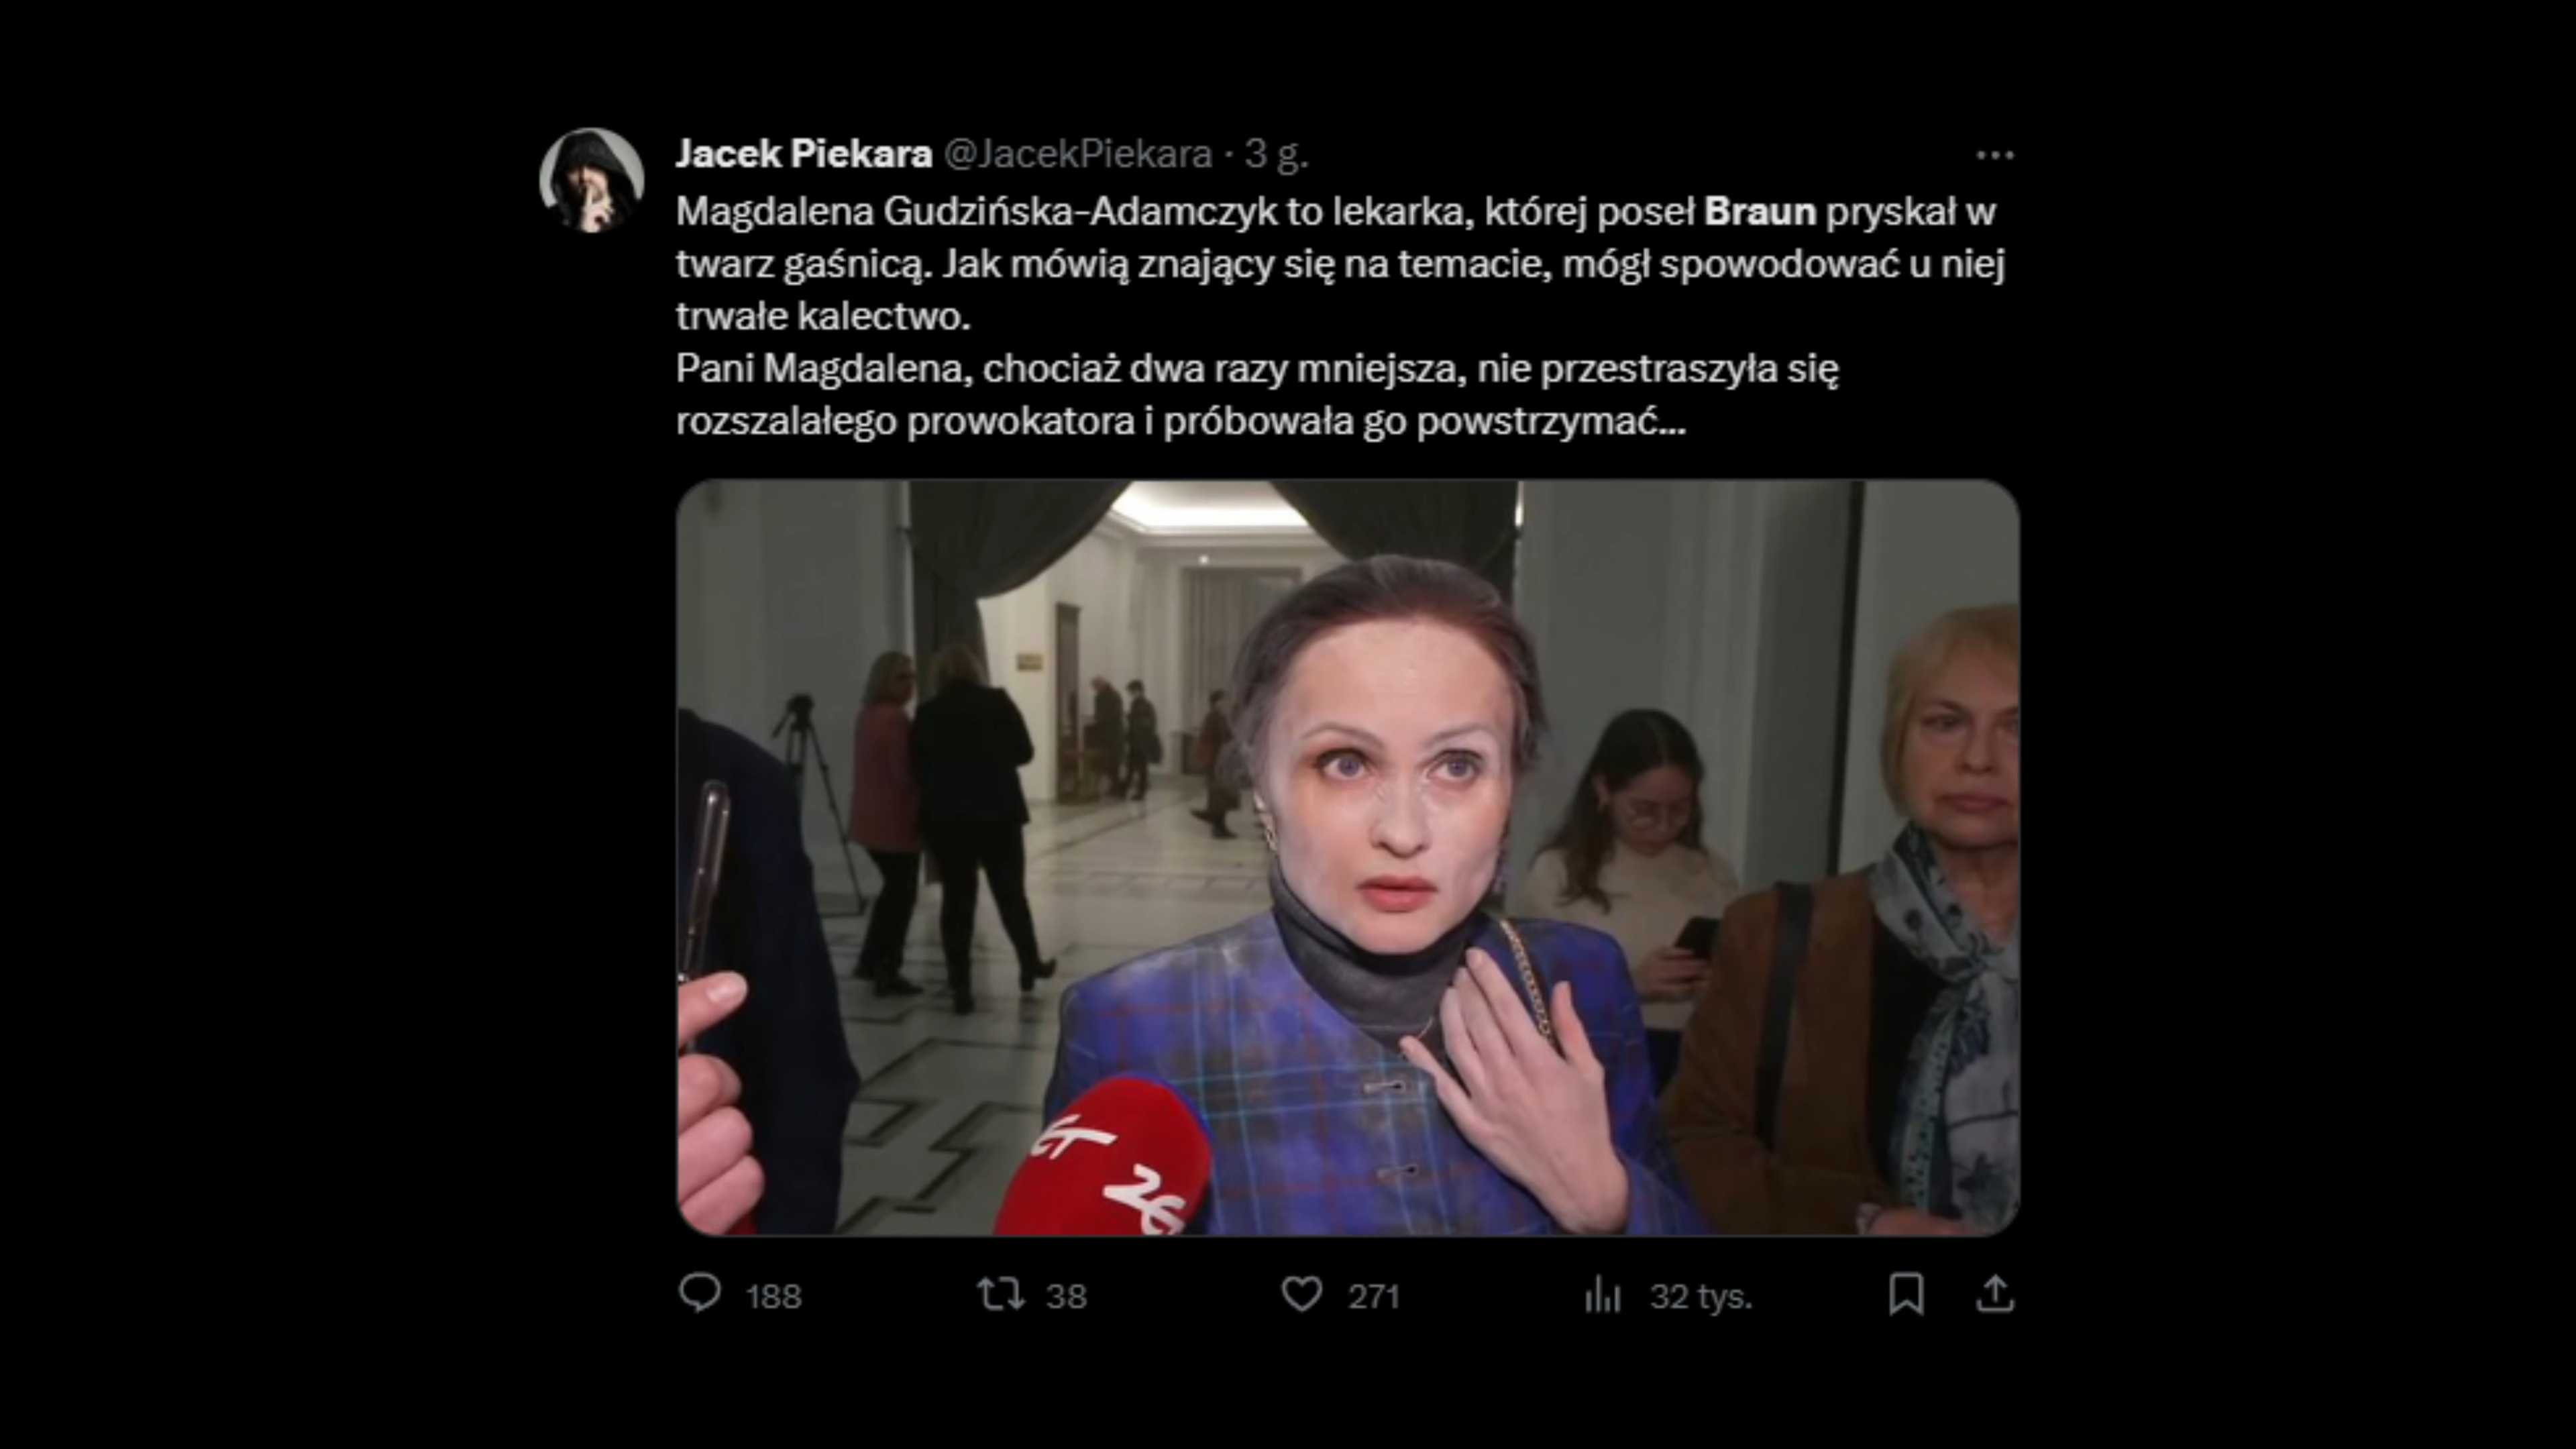 Jacek Piekara @JacekPiekara · 3 g.
Magdalena Gudzińska-Adamczyk to lekarka, której poseł Braun pryskał w
twarz gaśnicą. Jak mówią znający się na temacie, mógł spowodować u niej
trwałe kalectwo.
Pani Magdalena, chociaż dwa razy mniejsza, nie przestraszyła się
rozszalałego prowokatora i próbowała go powstrzymać...
ET
188 38 271 32 tys.